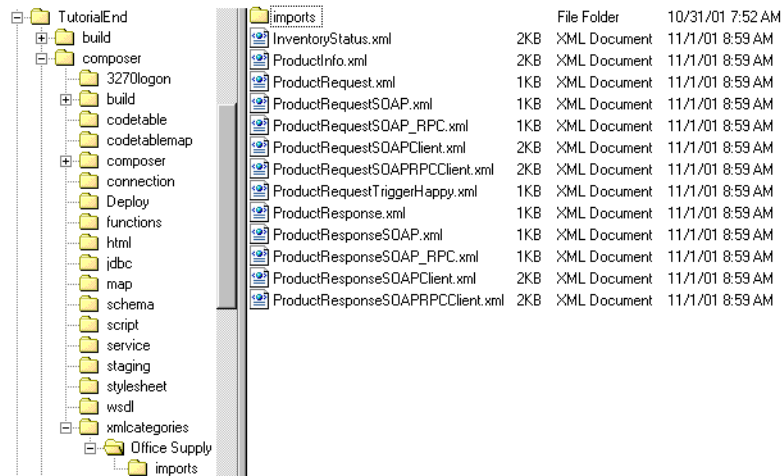 TutorialEnd
build
composer
3270logon
build
codetable
codetablemap
composer
connection
Deploy
functions
html
jdbc
map
schema
script
service
staging
stylesheet
wsdl
xmlcategories
Office Supply
imports
imports File Folder 10/31/01 7:52 AM
InventoryStatus.xml 2KB XML Document 11/1/01 8:59 AM
ProductInfo.xml 2KB XML Document 11/1/01 8:59 AM
ProductRequest.xml 1KB XML Document 11/1/01 8:59 AM
ProductRequestSOAP.xml 1KB XML Document 11/1/01 8:59 AM
ProductRequestSOAP_RPC.xml 1KB XML Document 11/1/01 8:59 AM
ProductRequestSOAPClient.xml 2KB XML Document 11/1/01 8:59 AM
ProductRequestSOAPRPCClient.xml 2KB XML Document 11/1/01 8:59 AM
ProductRequestTriggerHappy.xml 1KB XML Document 11/1/01 8:59 AM
ProductResponse.xml 1KB XML Document 11/1/01 8:59 AM
ProductResponseSOAP.xml 1KB XML Document 11/1/01 8:59 AM
ProductResponseSOAP_RPC.xml 1KB XML Document 11/1/01 8:59 AM
ProductResponseSOAPClient.xml 2KB XML Document 11/1/01 8:59 AM
ProductResponseSOAPRPCClient.xml 2KB XML Document 11/1/01 8:59 AM